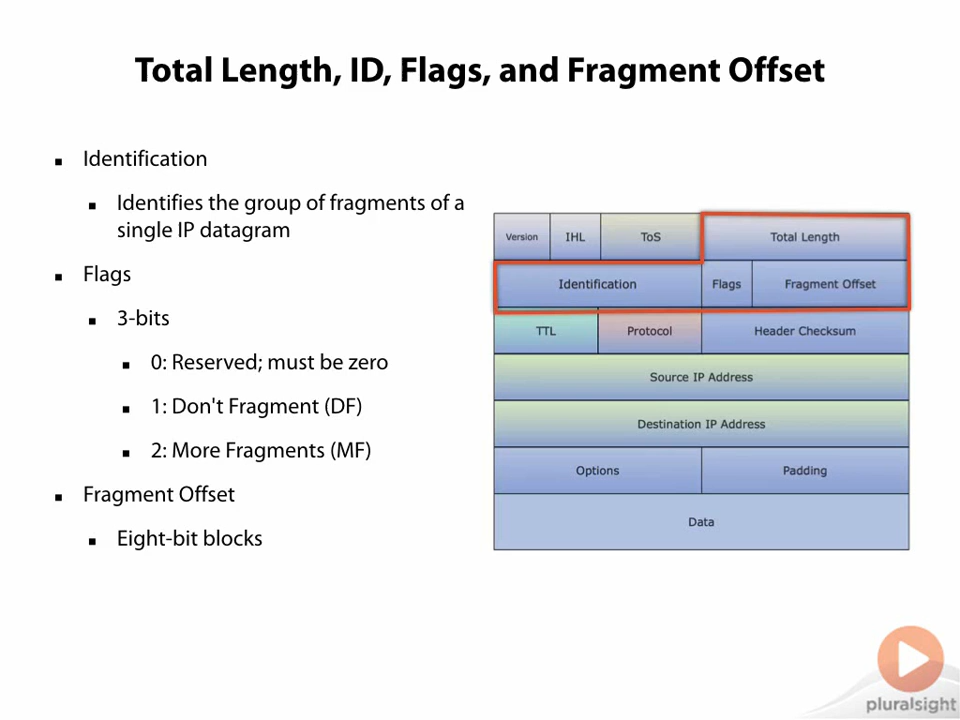 Total Length, ID, Flags, and Fragment Offset
Identification
Identifies the group of fragments of a
single IP datagram
Flags
3-bits
0: Reserved; must be zero
1: Don't Fragment (DF)
2: More Fragments (MF)
Fragment Offset
Eight-bit blocks
Version IHL ToS Total Length
Identification Flags Fragment Offset
TTL Protocol Header Checksum
Source IP Address
Destination IP Address
Options Padding
Data
pluralsight